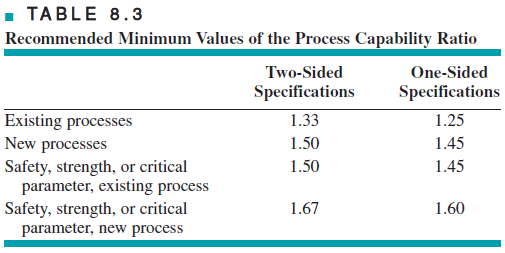 TABLE 8.3
Recommended Minimum Values of the Process Capability Ratio
Two-Sided Specifications One-Sided Specifications
Existing processes 1.33 1.25
New processes 1.50 1.45
Safety, strength, or critical 1.50 1.45
parameter, existing process
Safety, strength, or critical 1.67 1.60
parameter, new process